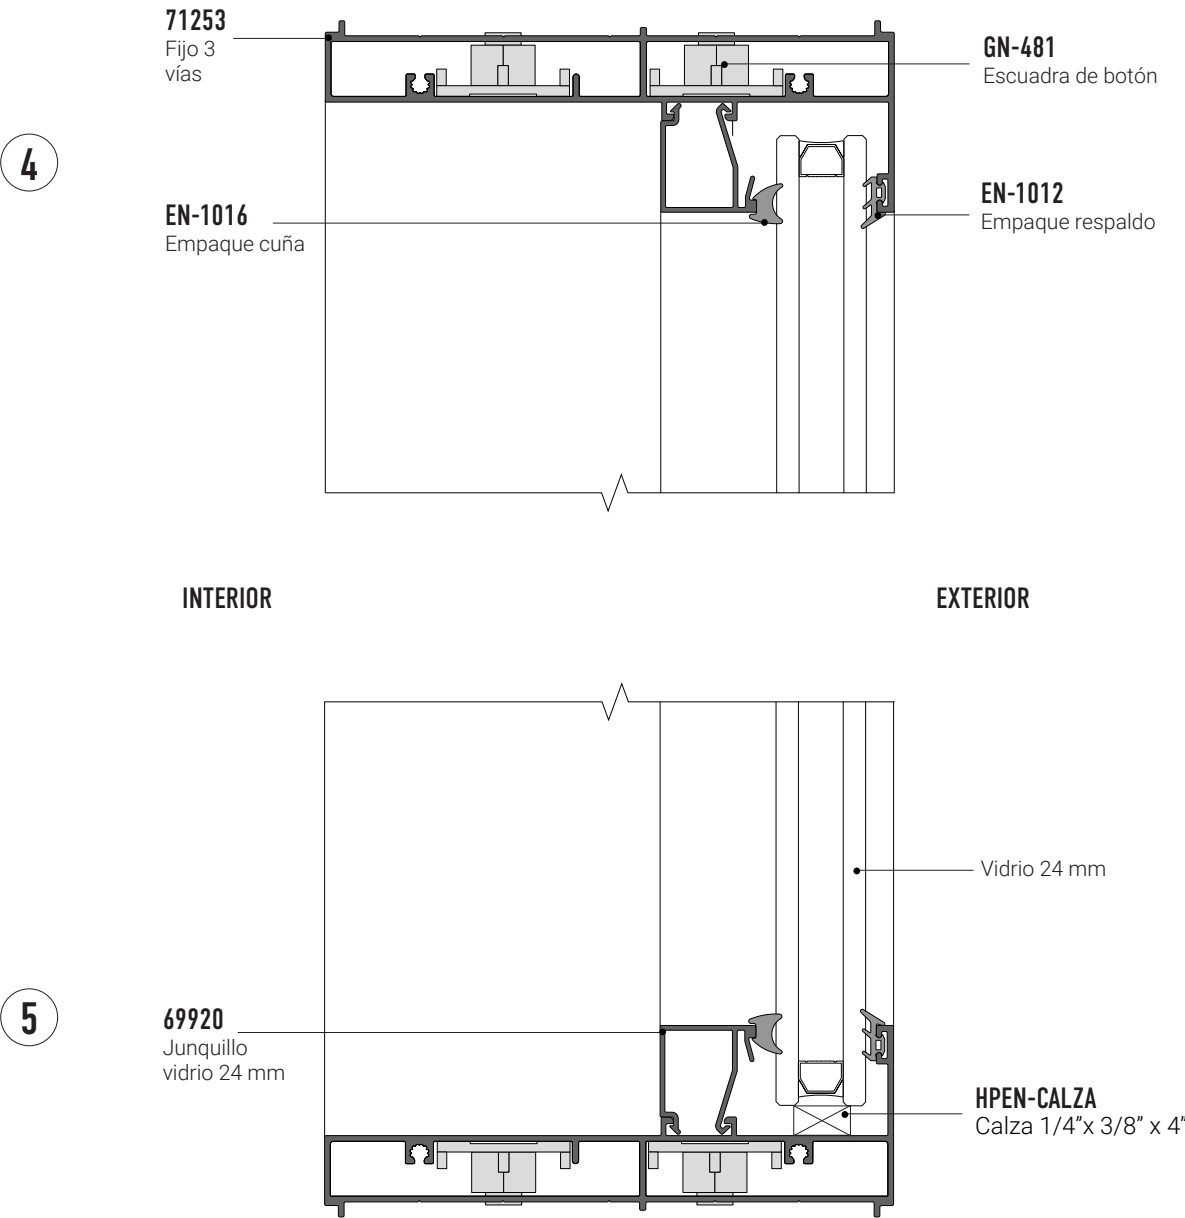 71253
Fijo 3
vías
GN-481
Escuadra de botón
4
EN-1016
Empaque cuña
EN-1012
Empaque respaldo
INTERIOR
EXTERIOR
Vidrio 24 mm
5
69920
Junquillo
vidrio 24 mm
HPEN-CALZA
Calza 1/4”x 3/8” x 4”